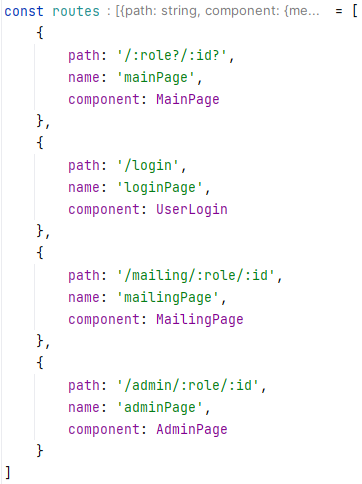 const routes : [{path: string, component: {me... = [
    {
        path: '/:role?/:id?',
        name: 'mainPage',
        component: MainPage
    },
    {
        path: '/login',
        name: 'loginPage',
        component: UserLogin
    },
    {
        path: '/mailing/:role/:id',
        name: 'mailingPage',
        component: MailingPage
    },
    {
        path: '/admin/:role/:id',
        name: 'adminPage',
        component: AdminPage
    }
]